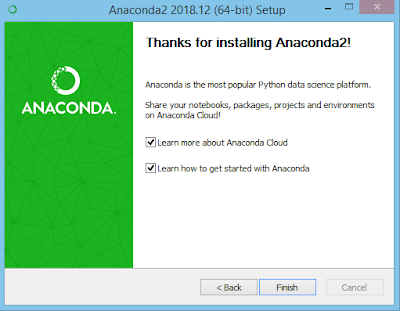 Anaconda2 2018.12 (64-bit) Setup
Thanks for installing Anaconda2!
ANACONDA.
Anaconda is the most popular Python data science platform.
Share your notebooks, packages, projects and environments
on Anaconda Cloud!
Learn more about Anaconda Cloud
Learn how to get started with Anaconda
< Back
Finish
Cancel